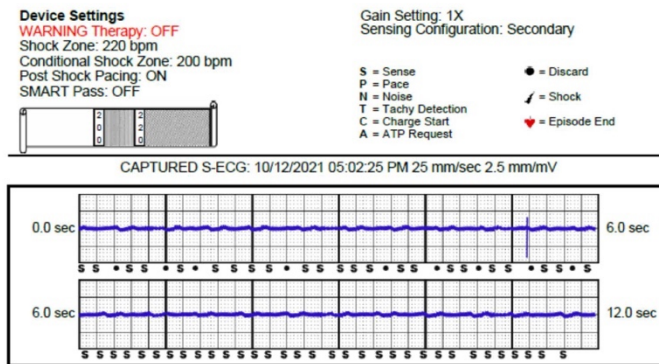 Device Settings
WARNING Therapy: OFF
Shock Zone: 220 bpm
Conditional Shock Zone: 200 bpm
Post Shock Pacing: ON
SMART Pass: OFF
200
220
Gain Setting: 1X
Sensing Configuration: Secondary
S = Sense
P = Pace
N = Noise
T = Tachy Detection
C = Charge Start
A = ATP Request
● = Discard
= Shock
= Episode End
CAPTURED S-ECG: 10/12/2021 05:02:25 PM 25 mm/sec 2.5 mm/mV
0.0 sec
6.0 sec
S S ● S S ● S ● S S S S ● S S S S ● S S ● S S ● S S ● S
6.0 sec
12.0 sec